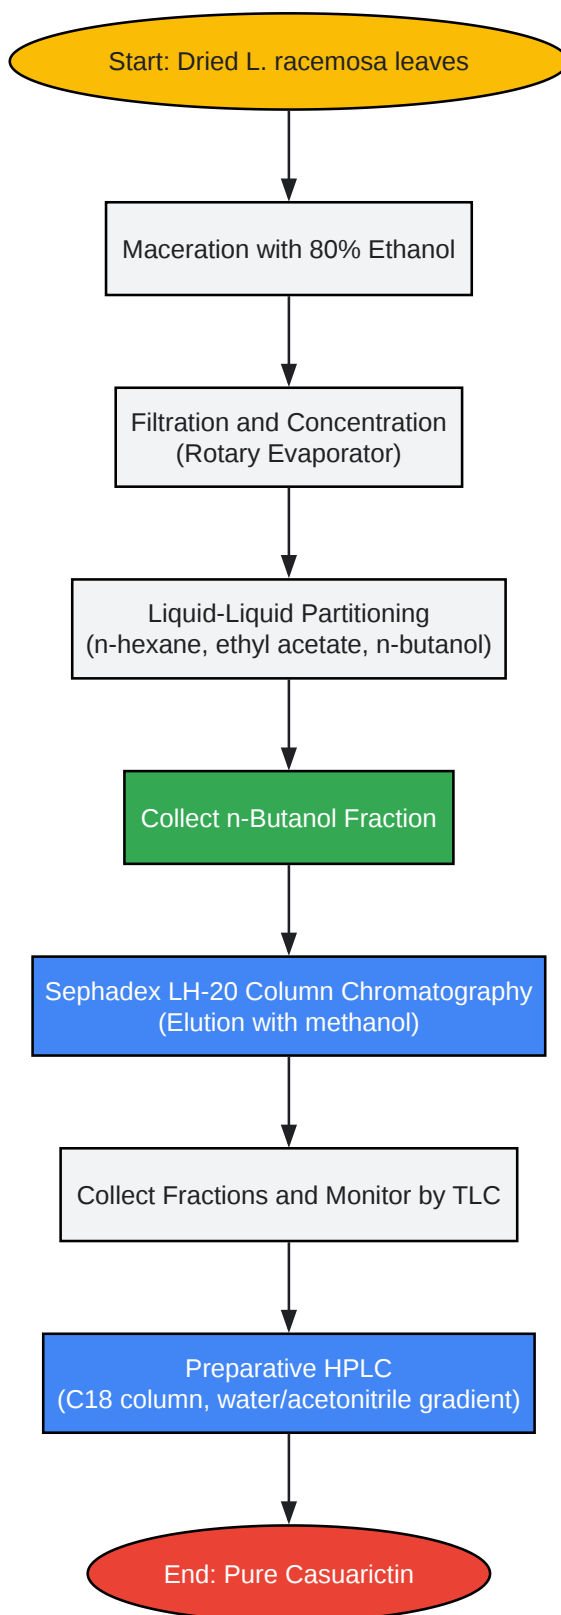 Start: Dried L. racemosa leaves
Maceration with 80% Ethanol
Filtration and Concentration
(Rotary Evaporator)
Liquid-Liquid Partitioning
(n-hexane, ethyl acetate, n-butanol)
Collect n-Butanol Fraction
Sephadex LH-20 Column Chromatography
(Elution with methanol)
Collect Fractions and Monitor by TLC
Preparative HPLC
(C18 column, water/acetonitrile gradient)
End: Pure Casuarictin